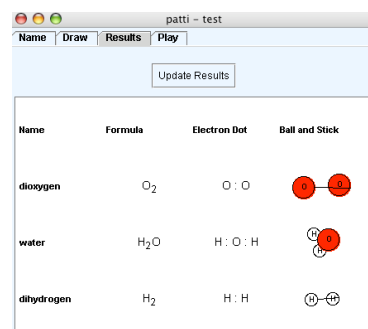 patti - test
Name Draw Results Play
Update Results
Name Formula Electron Dot Ball and Stick
dioxygen O2 O : O O O
water H2O H : O : H H O H
dihydrogen H2 H : H H H